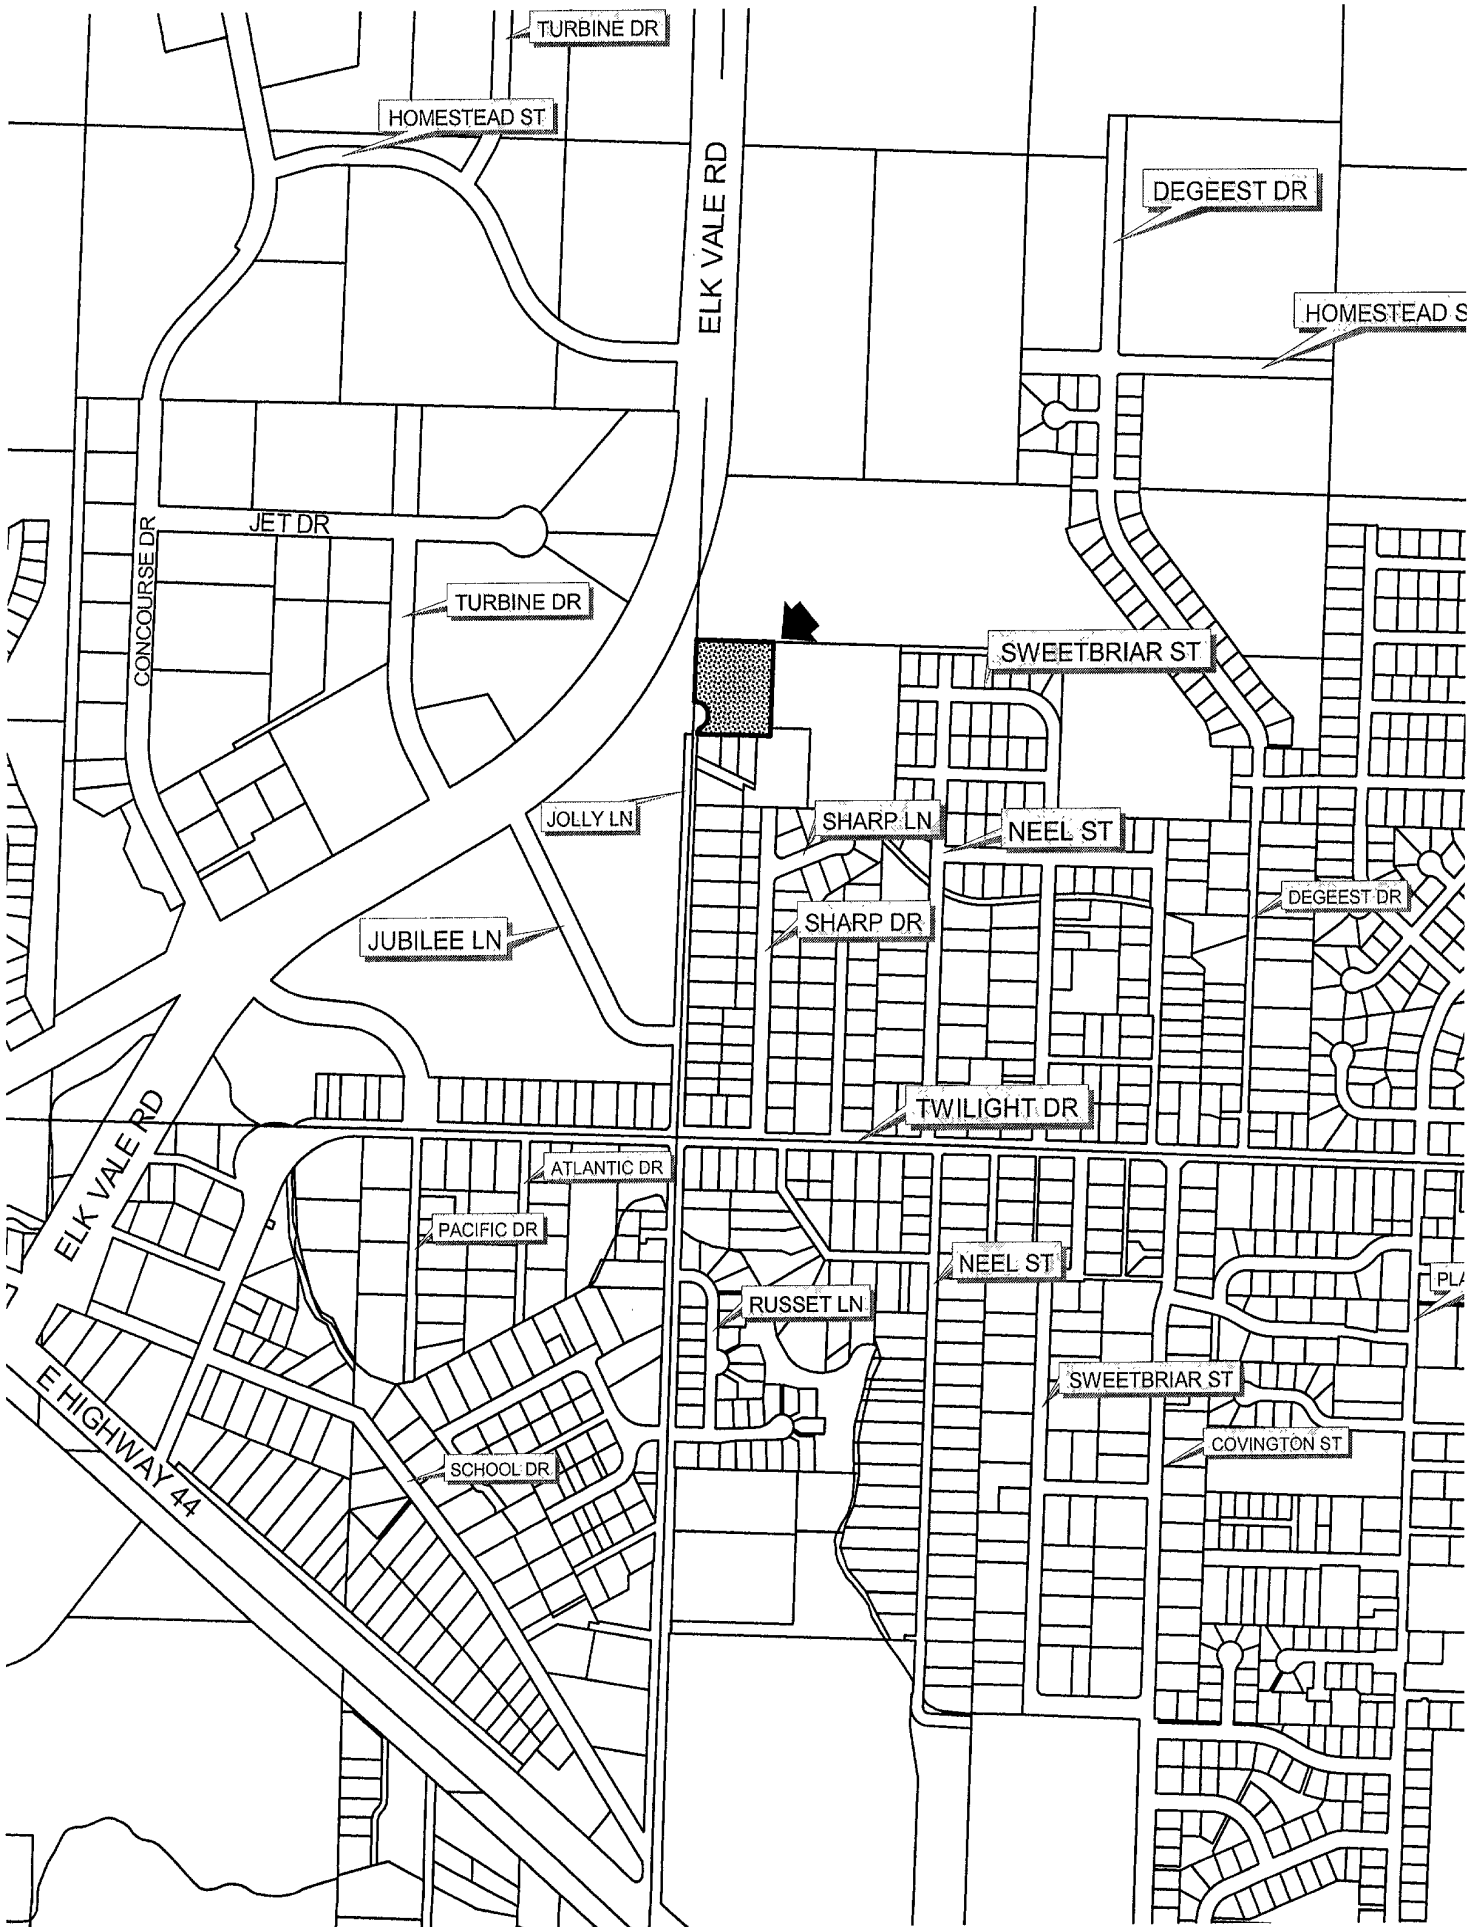 TURBINE DR
HOMESTEAD ST
ELK VALE RD
DEGEEST DR
HOMESTEAD S
JET DR
CONCOURSE DR
TURBINE DR
SWEETBRIAR ST
JOLLY LN
SHARP LN
NEEL ST
DEGEEST DR
JUBILEE LN
SHARP DR
TWILIGHT DR
ELK VALE RD
ATLANTIC DR
PACIFIC DR
NEEL ST
PLA
RUSSET LN
SWEETBRIAR ST
E HIGHWAY 44
COVINGTON ST
SCHOOL DR